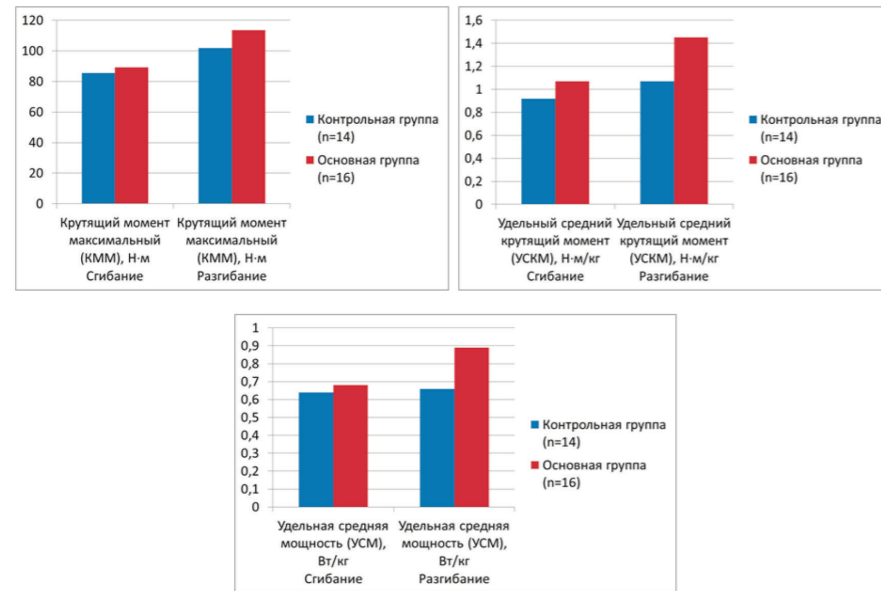 120
100
80
60
40
20
0
Крутящий момент
максимальный
(КММ), Н·м
Сгибание
Крутящий момент
максимальный
(КММ), Н·м
Разгибание
Контрольная группа
(n=14)
Основная группа
(n=16)
1,6
1,4
1,2
1
0,8
0,6
0,4
0,2
0
Удельный средний
крутящий момент
(УСКМ), Н·м/кг
Сгибание
Удельный средний
крутящий момент
(УСКМ), Н·м/кг
Разгибание
Контрольная группа
(n=14)
Основная группа
(n=16)
1
0,9
0,8
0,7
0,6
0,5
0,4
0,3
0,2
0,1
0
Удельная средняя
мощность (УСМ),
Вт/кг
Сгибание
Удельная средняя
мощность (УСМ),
Вт/кг
Разгибание
Контрольная группа
(n=14)
Основная группа
(n=16)